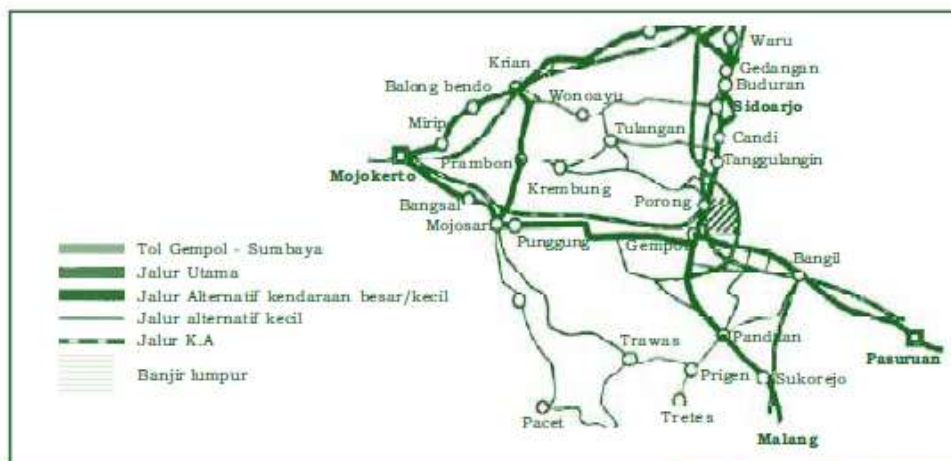 Waru
Krian
Gedangan
Balong bendo
Buduran
Wonoayu
Sidoarjo
Mirip
Tulangan
Candi
Prambon
Tanggulangin
Mojokerto
Krembung
Bangsal
Porong
Mojosari
Tol Gempol - Surabaya
Punggung
Gempol
Bangil
Jalur Utama
Jalur Alternatif kendaraan besar/kecil
Jalur alternatif kecil
Jalur K.A
Trawas
Pandaan
Pasuruan
Banjir lumpur
Prigen
Sukorejo
Tretes
Pacet
Malang